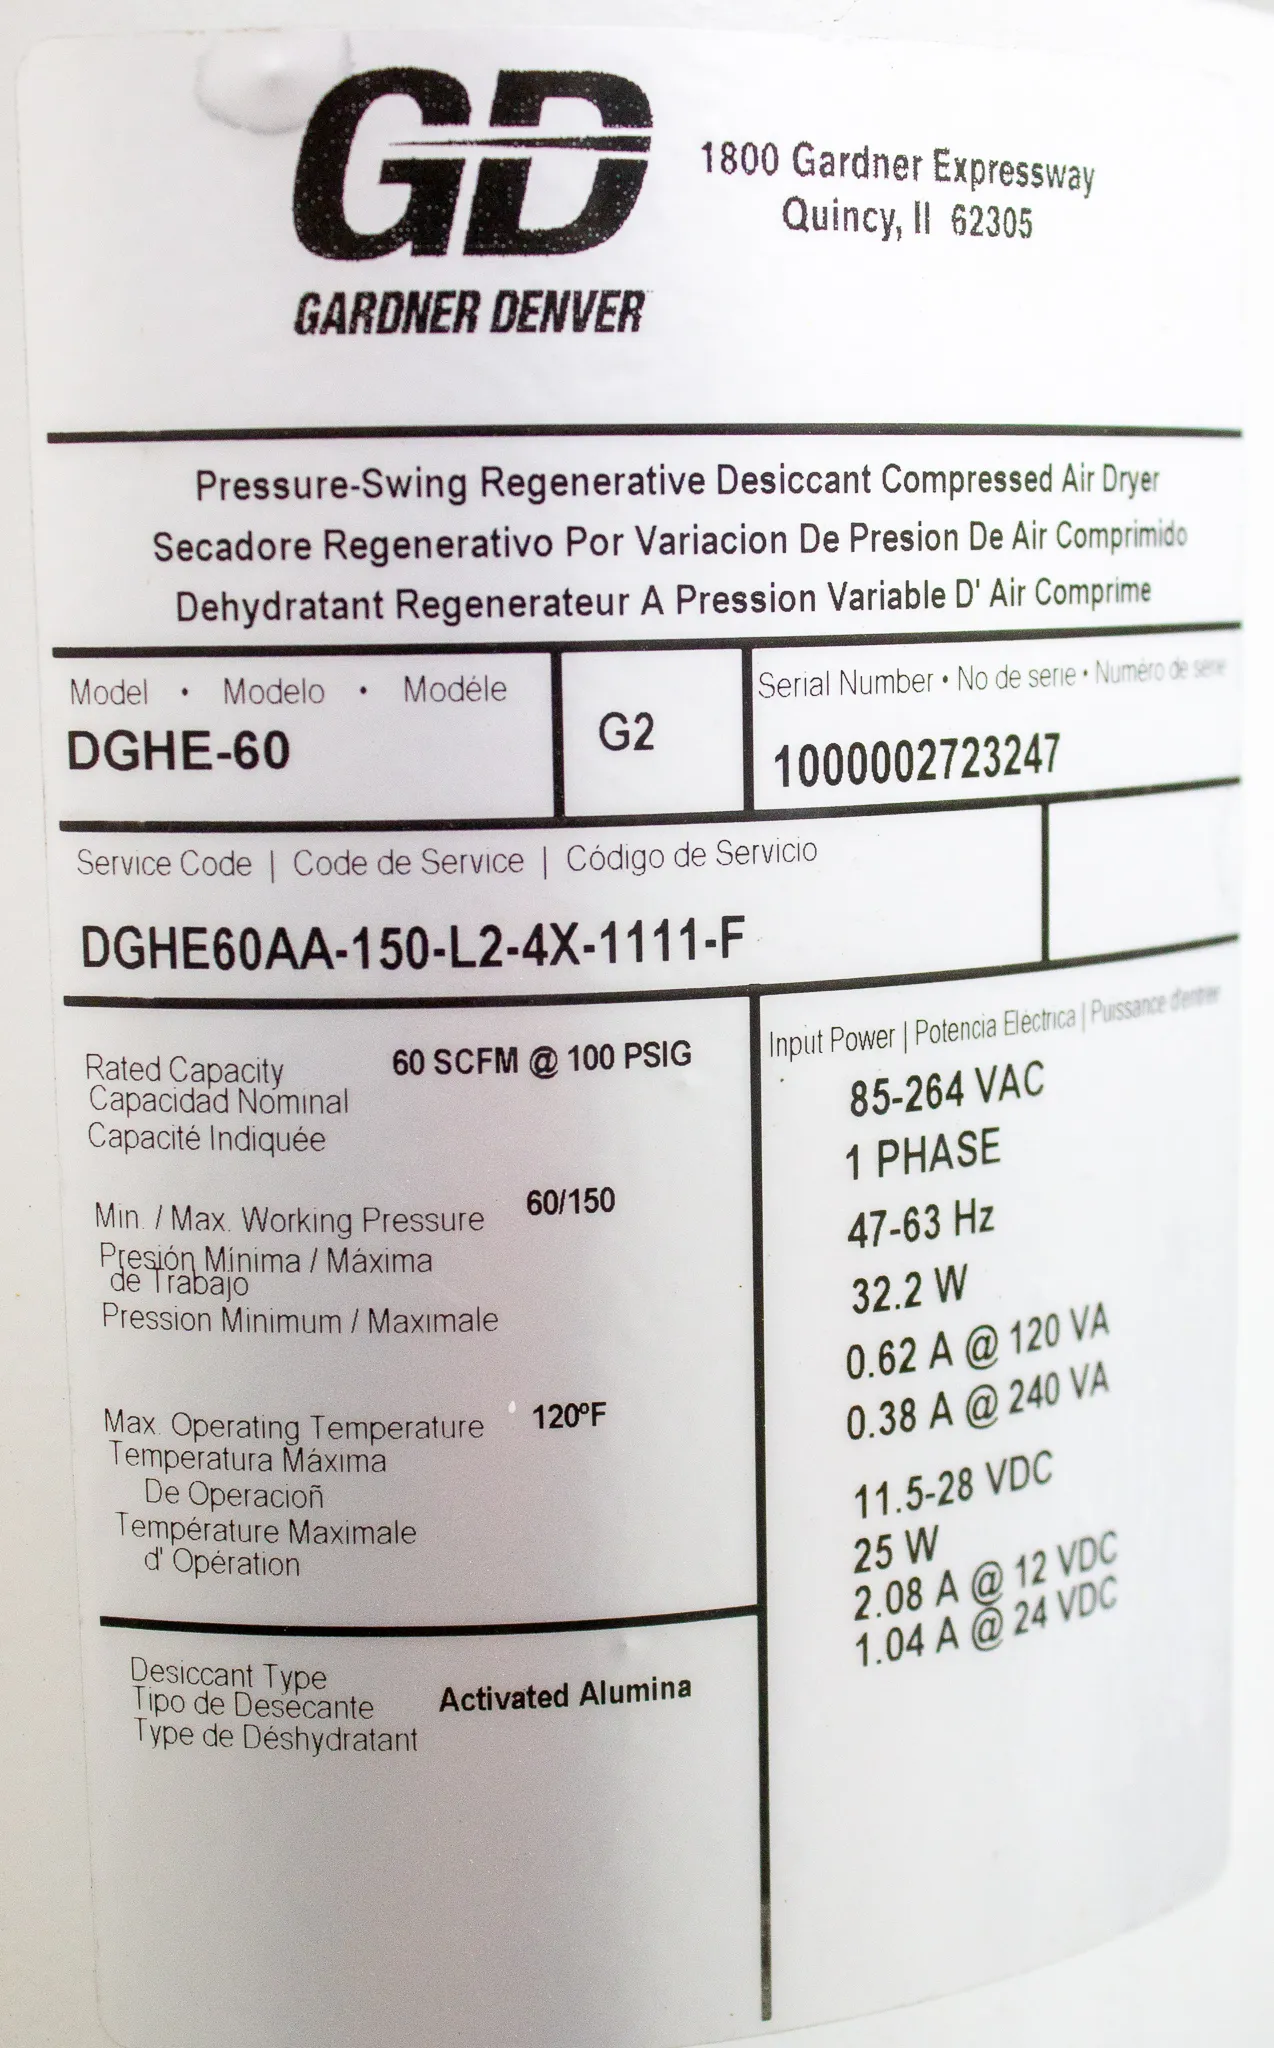 GD
GARDNER DENVER
1800 Gardner Expressway
Quincy, Il 62305
Pressure-Swing Regenerative Desiccant Compressed Air Dryer
Secadore Regenerativo Por Variacion De Presion De Air Comprimido
Dehydratant Regenerateur A Pression Variable D' Air Comprime
Model • Modelo • Modéle
DGHE-60
G2
Serial Number • No de serie • Numéro de serie
1000002723247
Service Code | Code de Service | Código de Servicio
DGHE60AA-150-L2-4X-1111-F
Rated Capacity 60 SCFM @ 100 PSIG
Capacidad Nominal
Capacité Indiquée
Min. / Max. Working Pressure 60/150
Presión Mínima / Máxima
de Trabajo
Pression Minimum / Maximale
Max. Operating Temperature 120ºF
Temperatura Máxima
De Operacioñ
Température Maximale
d' Opération
Desiccant Type
Tipo de Desecante Activated Alumina
Type de Déshydratant
Input Power | Potencia Eléctrica | Puissance d'entrer
85-264 VAC
1 PHASE
47-63 Hz
32.2 W
0.62 A @ 120 VA
0.38 A @ 240 VA
11.5-28 VDC
25 W
2.08 A @ 12 VDC
1.04 A @ 24 VDC